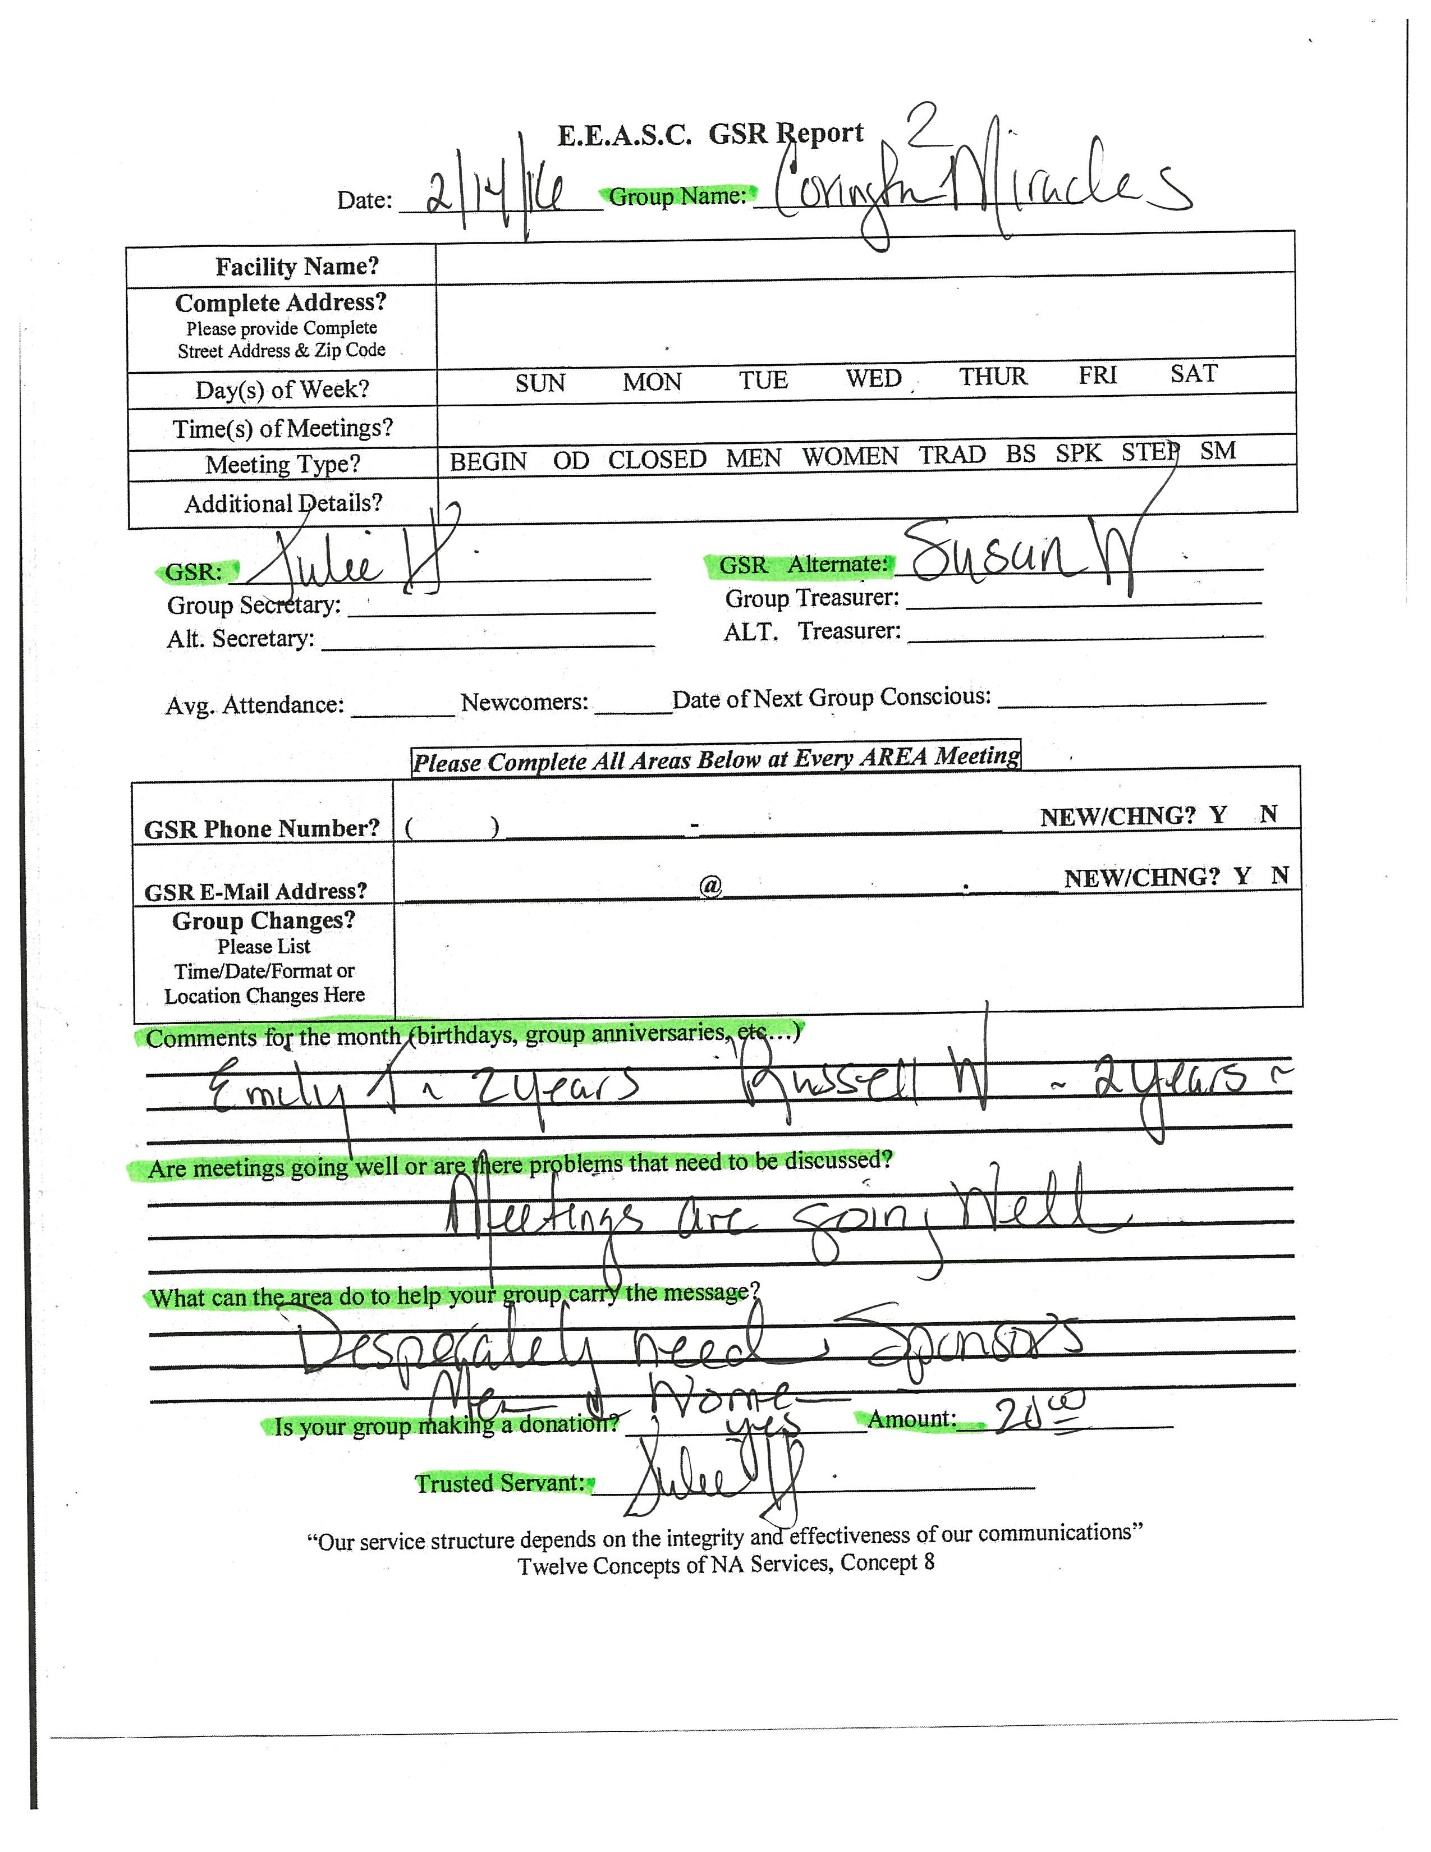 E.E.A.S.C. GSR Report
Date: 2/14/16 Group Name: Covington 2 Miracles
Facility Name?
Complete Address?
Please provide Complete
Street Address & Zip Code
Day(s) of Week? SUN MON TUE WED THUR FRI SAT
Time(s) of Meetings?
Meeting Type? BEGIN OD CLOSED MEN WOMEN TRAD BS SPK STEP SM
Additional Details?
GSR: Julie H. GSR Alternate: Susan W.
Group Secretary: Group Treasurer:
Alt. Secretary: ALT. Treasurer:
Avg. Attendance: Newcomers: Date of Next Group Conscious:
Please Complete All Areas Below at Every AREA Meeting
GSR Phone Number? ( ) - NEW/CHNG? Y N
GSR E-Mail Address? @ . NEW/CHNG? Y N
Group Changes?
Please List
Time/Date/Format or
Location Changes Here
Comments for the month (birthdays, group anniversaries, etc...)
Emily T ~ 2 years Russell W ~ 2 years ~
Are meetings going well or are there problems that need to be discussed?
Meetings are going Well
What can the area do to help your group carry the message?
Desperately need Sponsors
Men & Women
Is your group making a donation? yes Amount: 20.00
Trusted Servant: Julie H.
“Our service structure depends on the integrity and effectiveness of our communications”
Twelve Concepts of NA Services, Concept 8